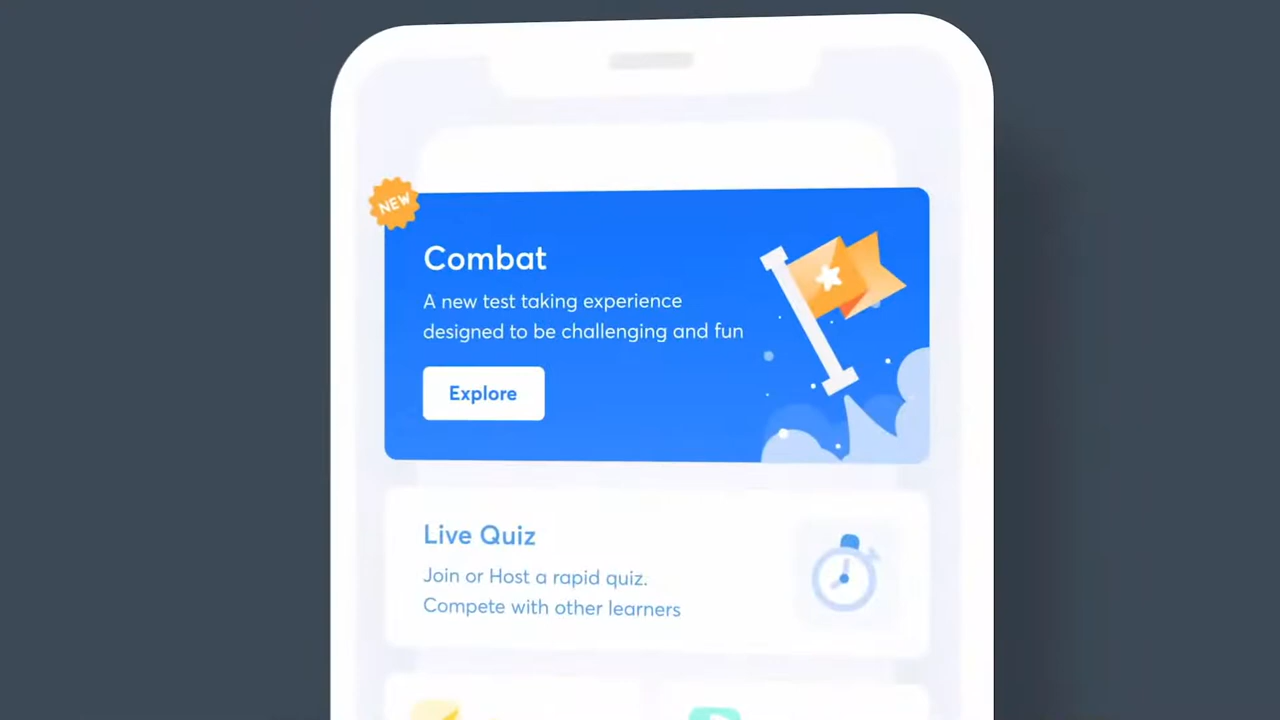 NEW
Combat
A new test taking experience
designed to be challenging and fun
Explore
Live Quiz
Join or Host a rapid quiz.
Compete with other learners